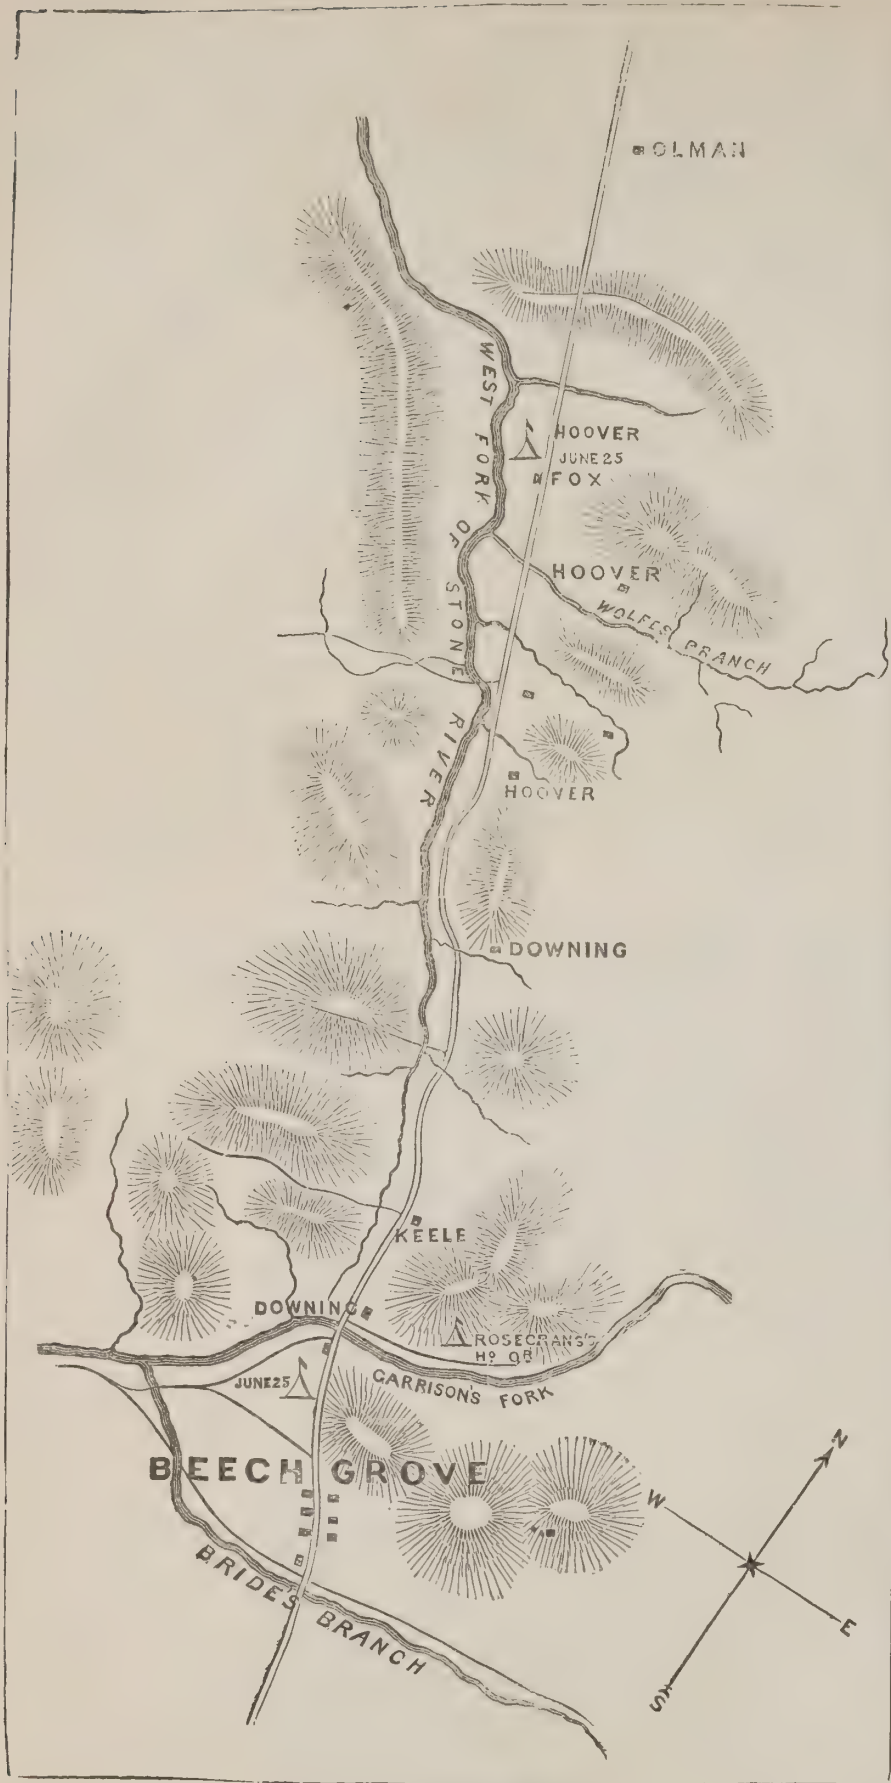 OLMAN
WEST FORK OF STONE RIVER
HOOVER
JUNE 25
FOX
HOOVER
WOLFES BRANCH
HOOVER
DOWNING
KEELE
DOWNING
ROSECRANS'S
Hº QR
GARRISON'S FORK
JUNE 25
BEECH GROVE
BRIDE'S BRANCH
N
W
E
S